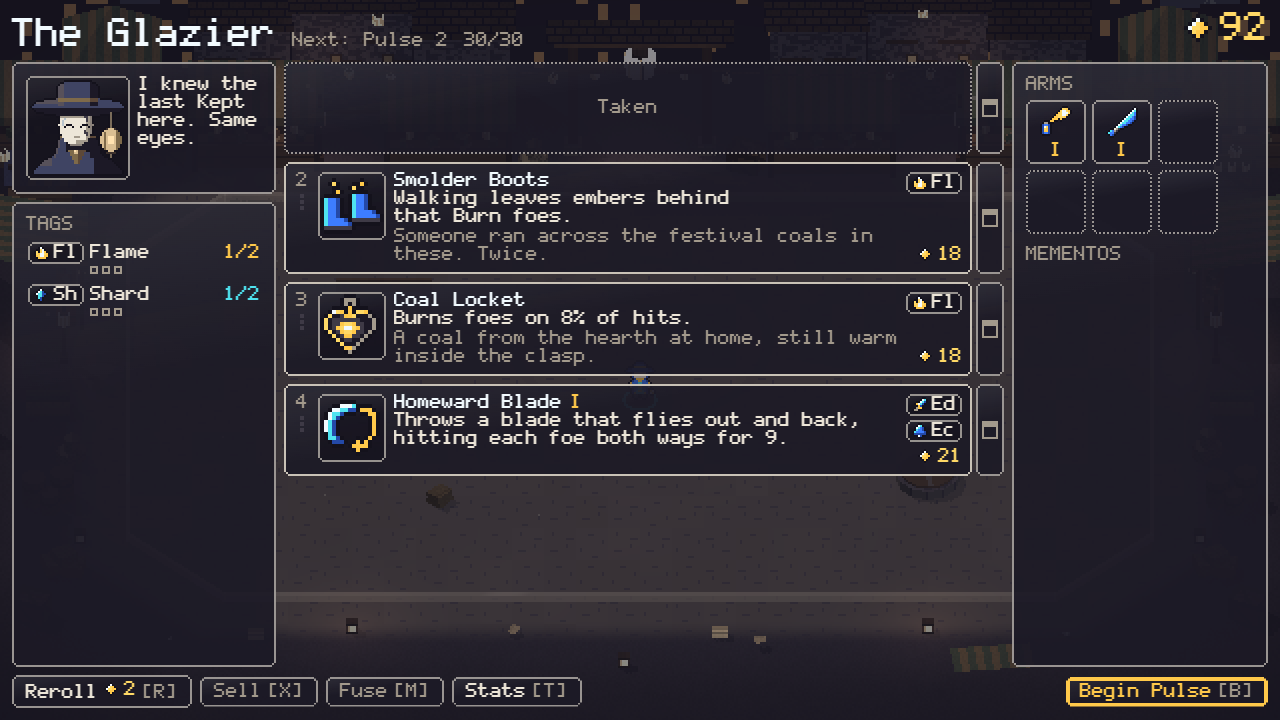 The Glazier
Next: Pulse 2 30/30
92
I knew the
last Kept
here. Same
eyes.
TAGS
Fl Flame 1/2
Sh Shard 1/2
Taken
2
Smolder Boots
Fl
Walking leaves embers behind
that Burn foes.
Someone ran across the festival coals in
these. Twice.
18
3
Coal Locket
Fl
Burns foes on 8% of hits.
A coal from the hearth at home, still warm
inside the clasp.
18
4
Homeward Blade I
Ed
Throws a blade that flies out and back,
Ec
hitting each foe both ways for 9.
21
ARMS
I I
MEMENTOS
Reroll 2 [R]
Sell [X]
Fuse [M]
Stats [T]
Begin Pulse [B]